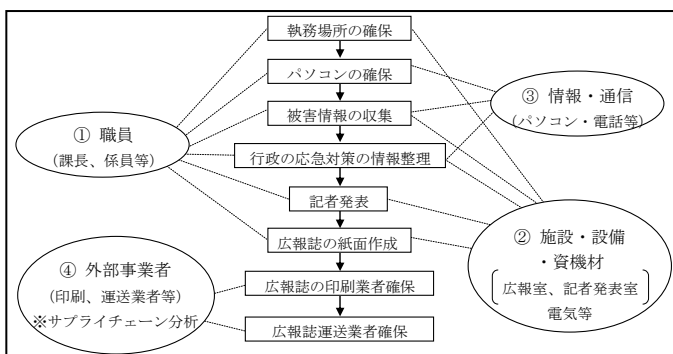 執務場所の確保
パソコンの確保
被害情報の収集
行政の応急対策の情報整理
記者発表
広報誌の紙面作成
広報誌の印刷業者確保
広報誌運送業者確保
① 職員
(課長、係員等)
③ 情報・通信
(パソコン・電話等)
② 施設・設備
・資機材
広報室、記者発表室
電気等
④ 外部事業者
(印刷、運送業者等)
※サプライチェーン分析